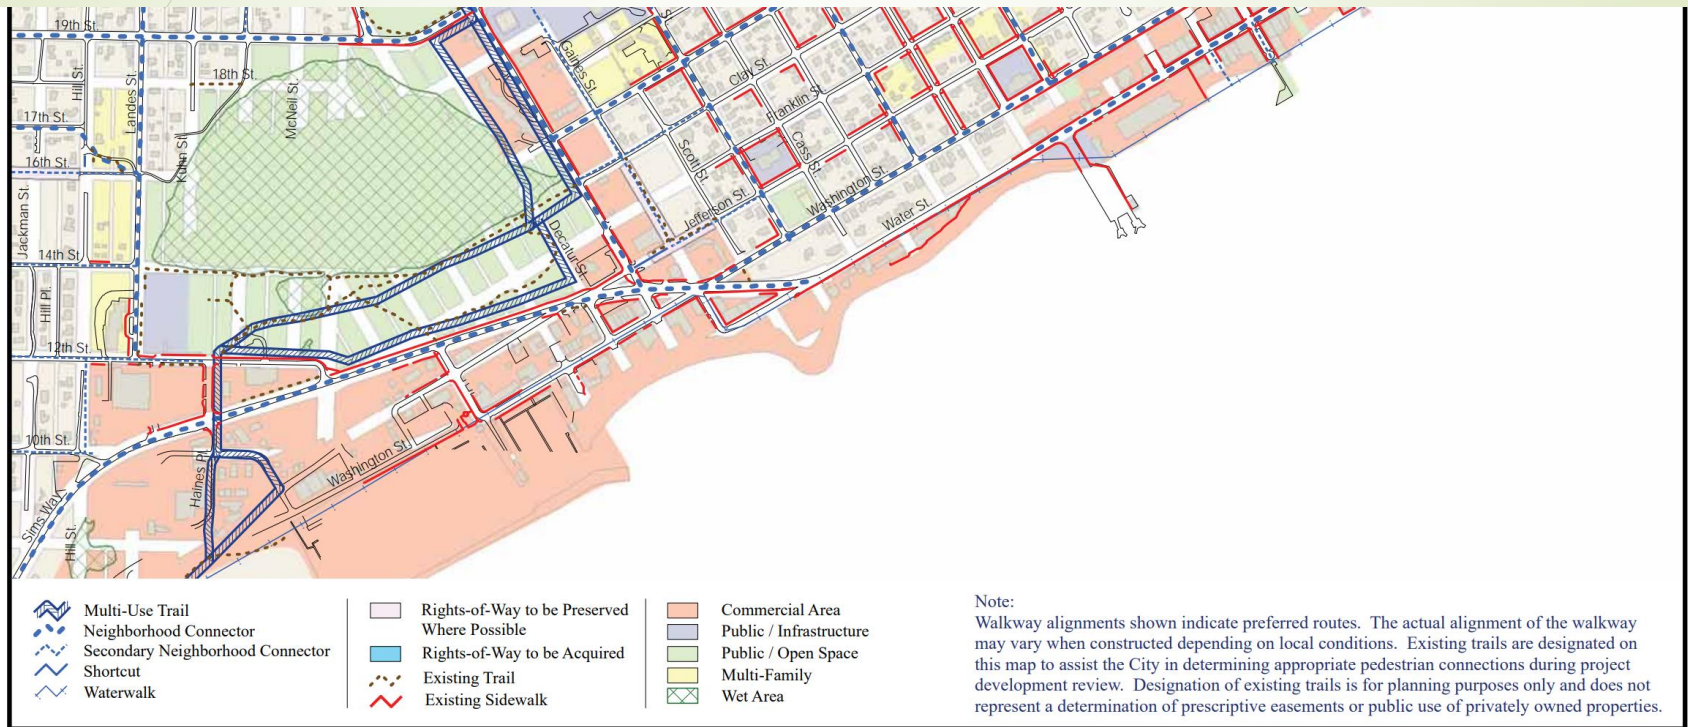 19th St.
Hill St.
Landes St.
18th St.
McNeil St.
Gaines St.
Clay St.
Franklin St.
Cass St.
Scott St.
17th St.
Kuhn St.
16th St.
Jackman St.
Jefferson St.
Washington St.
Water St.
Decatur St.
14th St.
Hill Pl.
12th St.
10th St.
Haines Pl.
Washington St.
Sims Way
Hill St.
Multi-Use Trail
Neighborhood Connector
Secondary Neighborhood Connector
Shortcut
Waterwalk
Rights-of-Way to be Preserved
Where Possible
Rights-of-Way to be Acquired
Existing Trail
Existing Sidewalk
Commercial Area
Public / Infrastructure
Public / Open Space
Multi-Family
Wet Area
Note:
Walkway alignments shown indicate preferred routes. The actual alignment of the walkway
may vary when constructed depending on local conditions. Existing trails are designated on
this map to assist the City in determining appropriate pedestrian connections during project
development review. Designation of existing trails is for planning purposes only and does not
represent a determination of prescriptive easements or public use of privately owned properties.